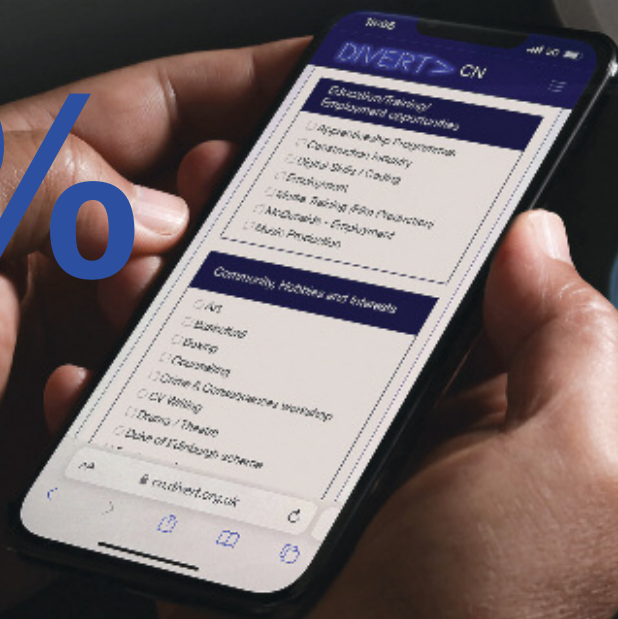 %
DIVERT> CN
Education/Training/
Employment opportunities
Apprenticeship Programmes
Construction Industry
Digital Skills / Coding
Employment
Media Training (Film Production)
McDonalds - Employment
Music Production
Community, Hobbies and Interests
Art
Basketball
Boxing
Counselling
Crime & Consequences workshop
CV Writing
Drama / Theatre
Duke of Edinburgh scheme
AA
cn.divert.org.uk